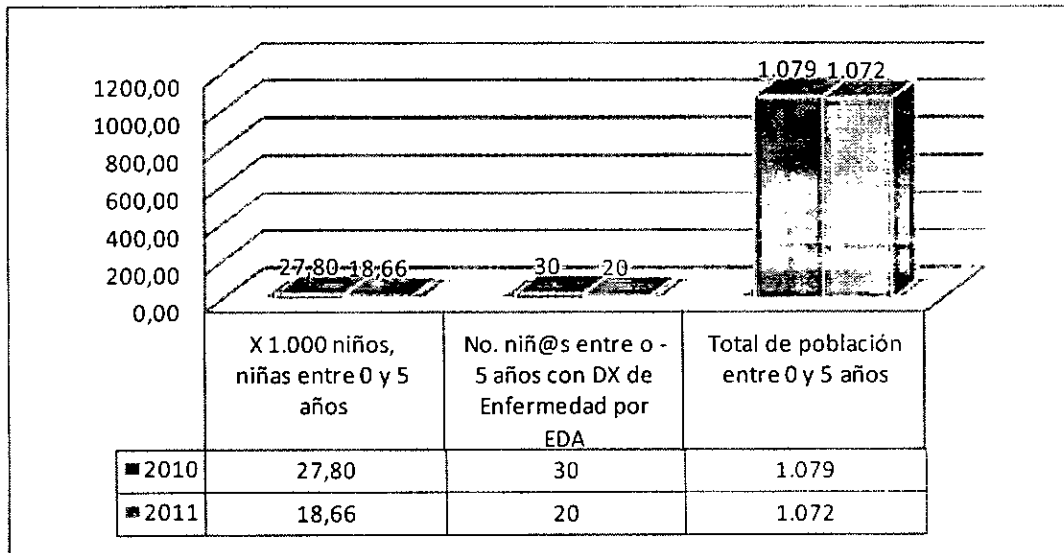 1.079 1.072
1200,00
1000,00
800,00
600,00
400,00
200,00
0,00
27,80 18,66
30 20
X 1.000 niños,
niñas entre 0 y 5
años
No. niñ@s entre o -
5 años con DX de
Enfermedad por
EDA
Total de población
entre 0 y 5 años
2010 27,80 30 1.079
2011 18,66 20 1.072